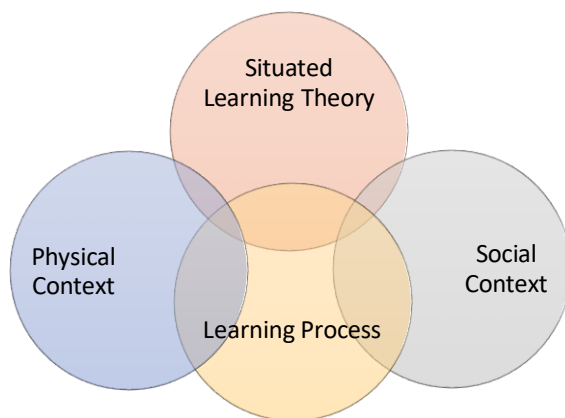 Situated
Learning Theory
Physical
Context
Social
Context
Learning Process